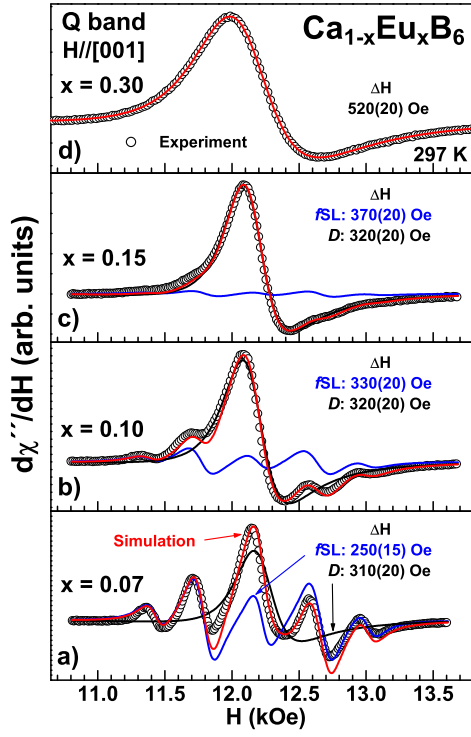 Q band
H//[001]
Ca1-xEuxB6
x = 0.30
ΔH
520(20) Oe
Experiment
297 K
d)
ΔH
fSL: 370(20) Oe
D: 320(20) Oe
x = 0.15
c)
ΔH
fSL: 330(20) Oe
D: 320(20) Oe
x = 0.10
b)
ΔH
Simulation
fSL: 250(15) Oe
D: 310(20) Oe
x = 0.07
a)
dχ´´/dH (arb. units)
11.0 11.5 12.0 12.5 13.0 13.5
H (kOe)